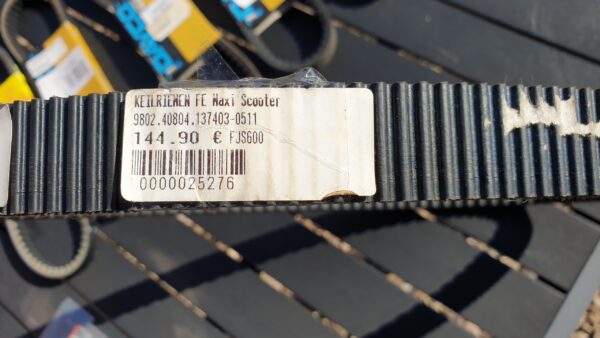 KEILRIEMEN FE Maxi Scooter
9802.40804.137403-0511
144.90 € FJS600
0000025276